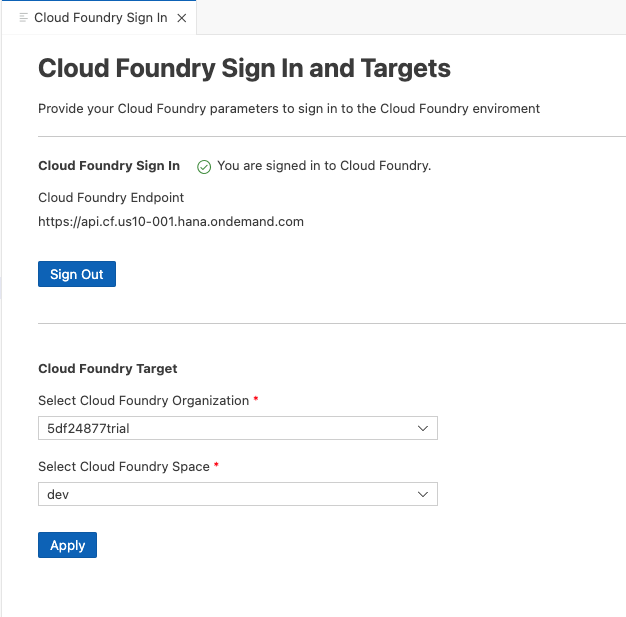 Cloud Foundry Sign In
Cloud Foundry Sign In and Targets
Provide your Cloud Foundry parameters to sign in to the Cloud Foundry enviroment
Cloud Foundry Sign In You are signed in to Cloud Foundry.
Cloud Foundry Endpoint
https://api.cf.us10-001.hana.ondemand.com
Sign Out
Cloud Foundry Target
Select Cloud Foundry Organization *
5df24877trial
Select Cloud Foundry Space *
dev
Apply